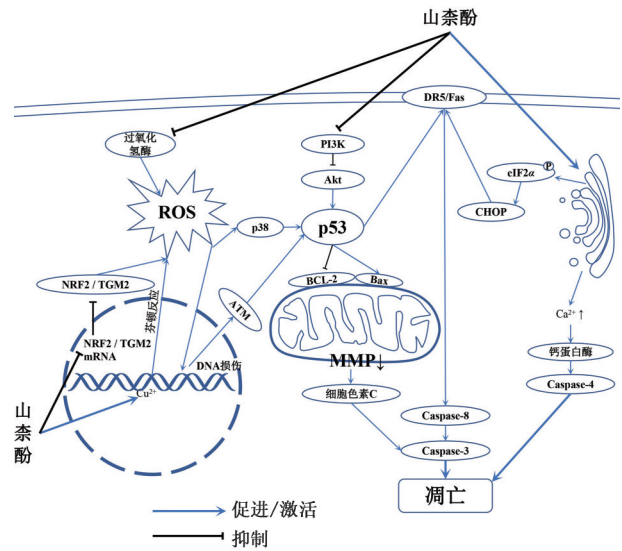 山柰酚
DR5/Fas
过氧化
氢酶
PI3K
P
eIF2α
Akt
CHOP
ROS
p38
p53
NRF2 / TGM2
芬顿反应
ATM
BCL-2
Bax
Ca²⁺ ↑
NRF2 / TGM2
mRNA
DNA损伤
MMP↓
钙蛋白酶
Cu²⁺
细胞色素C
Caspase-4
山柰酚
Caspase-8
Caspase-3
凋亡
促进/激活
抑制